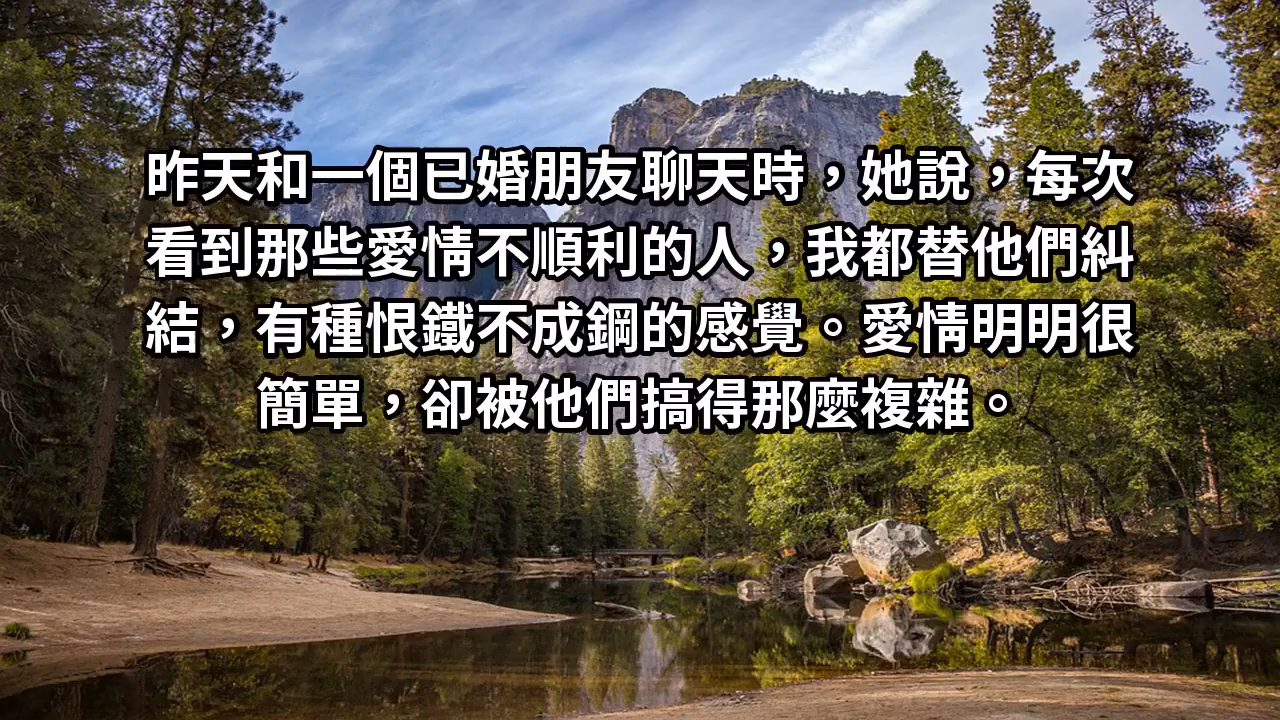 昨天和一個已婚朋友聊天時，她說，每次
看到那些愛情不順利的人，我都替他們糾
結，有種恨鐵不成鋼的感覺。愛情明明很
簡單，卻被他們搞得那麼複雜。